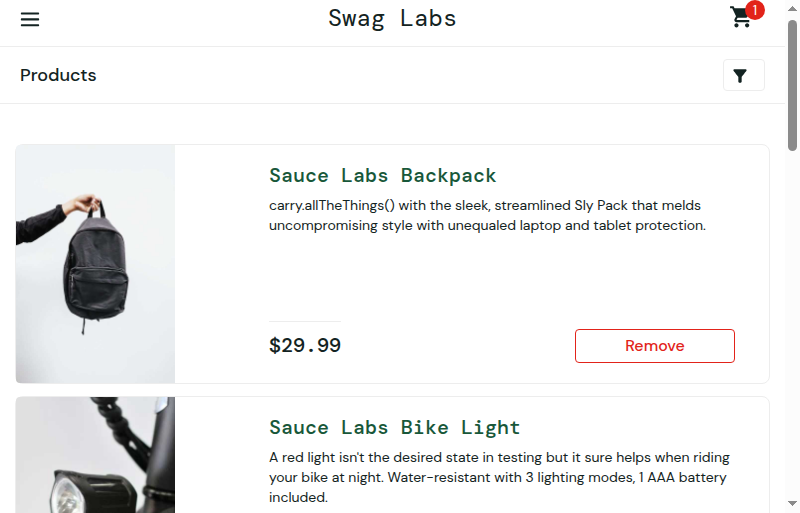 Swag Labs
1
Products
Sauce Labs Backpack
carry.allTheThings() with the sleek, streamlined Sly Pack that melds
uncompromising style with unequaled laptop and tablet protection.
$29.99
Remove
Sauce Labs Bike Light
A red light isn't the desired state in testing but it sure helps when riding
your bike at night. Water-resistant with 3 lighting modes, 1 AAA battery
included.